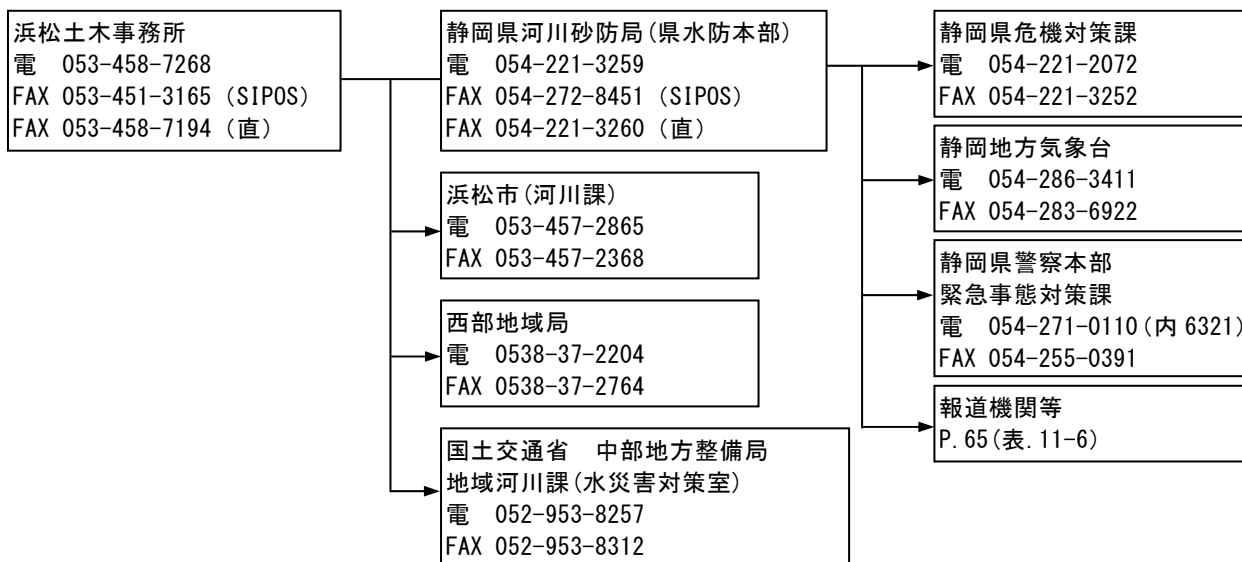 浜松土木事務所
電　053-458-7268
FAX 053-451-3165 (SIPOS)
FAX 053-458-7194 (直)
静岡県河川砂防局(県水防本部)
電　054-221-3259
FAX 054-272-8451 (SIPOS)
FAX 054-221-3260 (直)
浜松市(河川課)
電　053-457-2865
FAX 053-457-2368
西部地域局
電　0538-37-2204
FAX 0538-37-2764
国土交通省　中部地方整備局
地域河川課(水災害対策室)
電　052-953-8257
FAX 052-953-8312
静岡県危機対策課
電　054-221-2072
FAX 054-221-3252
静岡地方気象台
電　054-286-3411
FAX 054-283-6922
静岡県警察本部
緊急事態対策課
電　054-271-0110(内 6321)
FAX 054-255-0391
報道機関等
P.65(表.11-6)